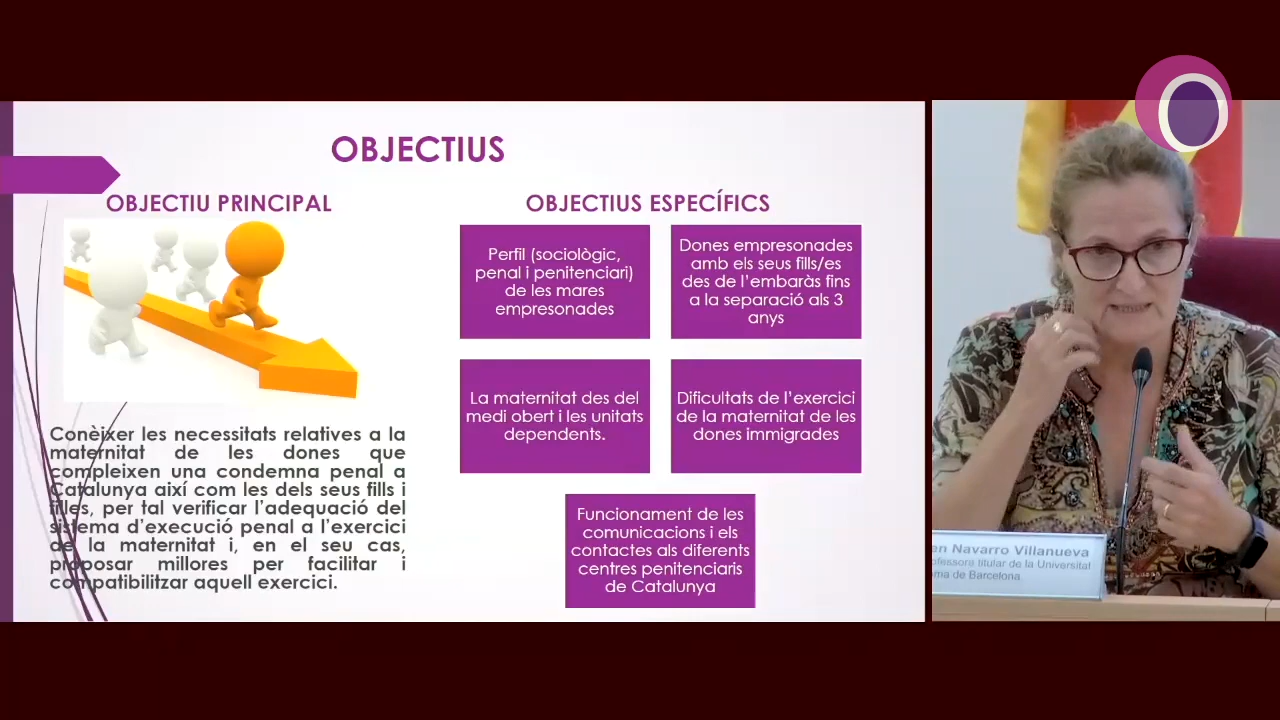 OBJECTIUS
OBJECTIU PRINCIPAL
Conèixer les necessitats relatives a la
maternitat de les dones que
compleixen una condemna penal a
Catalunya així com les dels seus fills i
filles, per tal verificar l'adequació del
sistema d'execució penal a l'exercici
de la maternitat i, en el seu cas,
proposar millores per facilitar i
compatibilitzar aquell exercici.
OBJECTIUS ESPECÍFICS
Perfil (sociològic,
penal i penitenciari)
de les mares
empresonades
Dones empresonades
amb els seus fills/es
des de l'embaràs fins
a la separació als 3
anys
La maternitat des del
medi obert i les unitats
dependents.
Dificultats de l'exercici
de la maternitat de les
dones immigrades
Funcionament de les
comunicacions i els
contactes als diferents
centres penitenciaris
de Catalunya
en Navarro Villanueva
ofessora titular de la Universitat
oma de Barcelona.